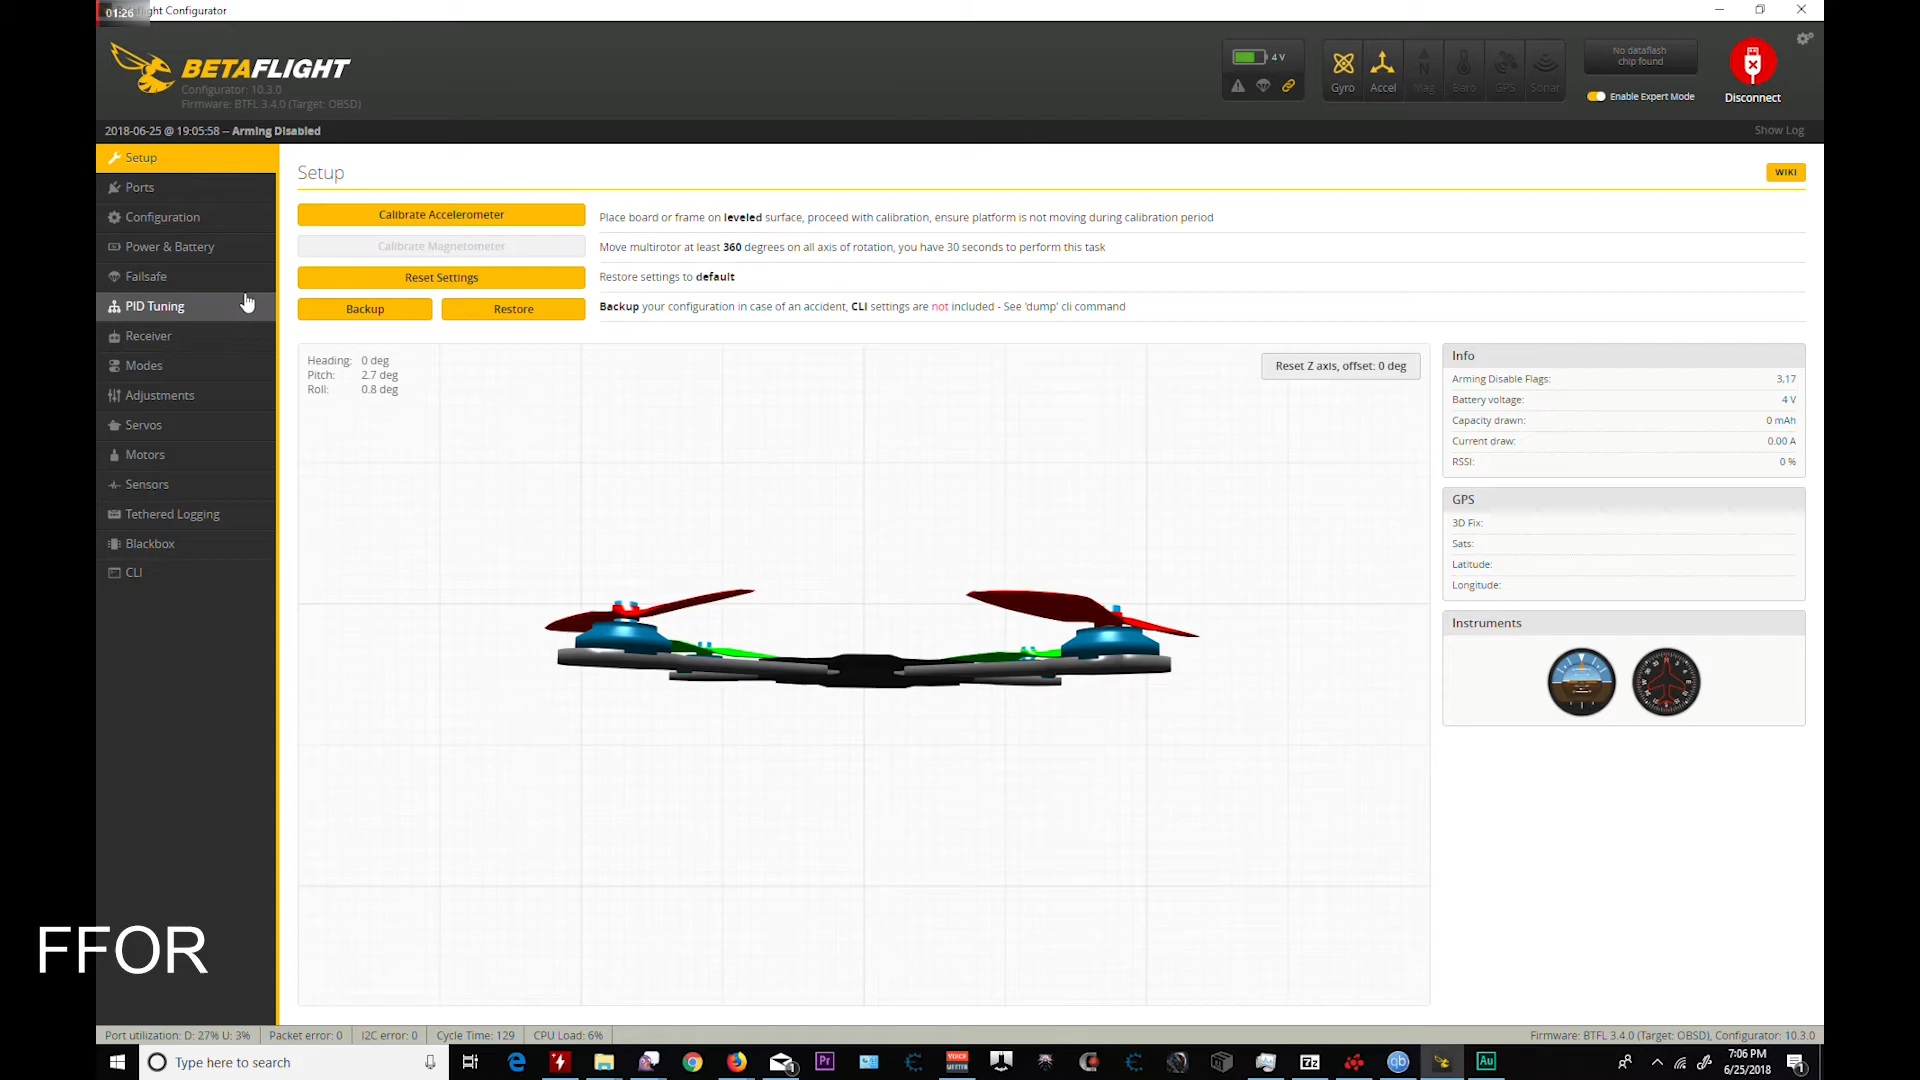 01:26
ight Configurator
BETAFLIGHT
Configurator: 10.3.0
Firmware: BTFL 3.4.0 (Target: OBSD)
4 V
Gyro
Accel
Mag
Baro
GPS
Sonar
No dataflash
chip found
Enable Expert Mode
Disconnect
2018-06-25 @ 19:05:58 -- Arming Disabled
Show Log
Setup
Ports
Configuration
Power & Battery
Failsafe
PID Tuning
Receiver
Modes
Adjustments
Servos
Motors
Sensors
Tethered Logging
Blackbox
CLI
Setup
WIKI
Calibrate Accelerometer
Place board or frame on leveled surface, proceed with calibration, ensure platform is not moving during calibration period
Calibrate Magnetometer
Move multirotor at least 360 degrees on all axis of rotation, you have 30 seconds to perform this task
Reset Settings
Restore settings to default
Backup
Restore
Backup your configuration in case of an accident, CLI settings are not included - See 'dump' cli command
Heading: 0 deg
Pitch: 2.7 deg
Roll: 0.8 deg
Reset Z axis, offset: 0 deg
Info
Arming Disable Flags: 3,17
Battery voltage: 4 V
Capacity drawn: 0 mAh
Current draw: 0.00 A
RSSI: 0 %
GPS
3D Fix:
Sats:
Latitude:
Longitude:
Instruments
FFOR
Port utilization: D: 27% U: 3%
Packet error: 0
I2C error: 0
Cycle Time: 129
CPU Load: 6%
Firmware: BTFL 3.4.0 (Target: OBSD), Configurator: 10.3.0
Type here to search
7:06 PM
6/25/2018